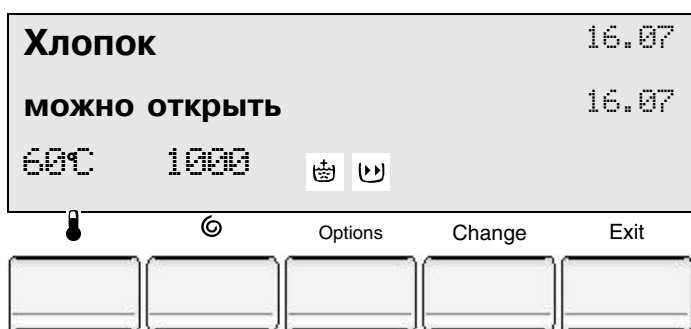 Хлопок 16.07
можно открыть 16.07
60°C 1000
Options Change Exit